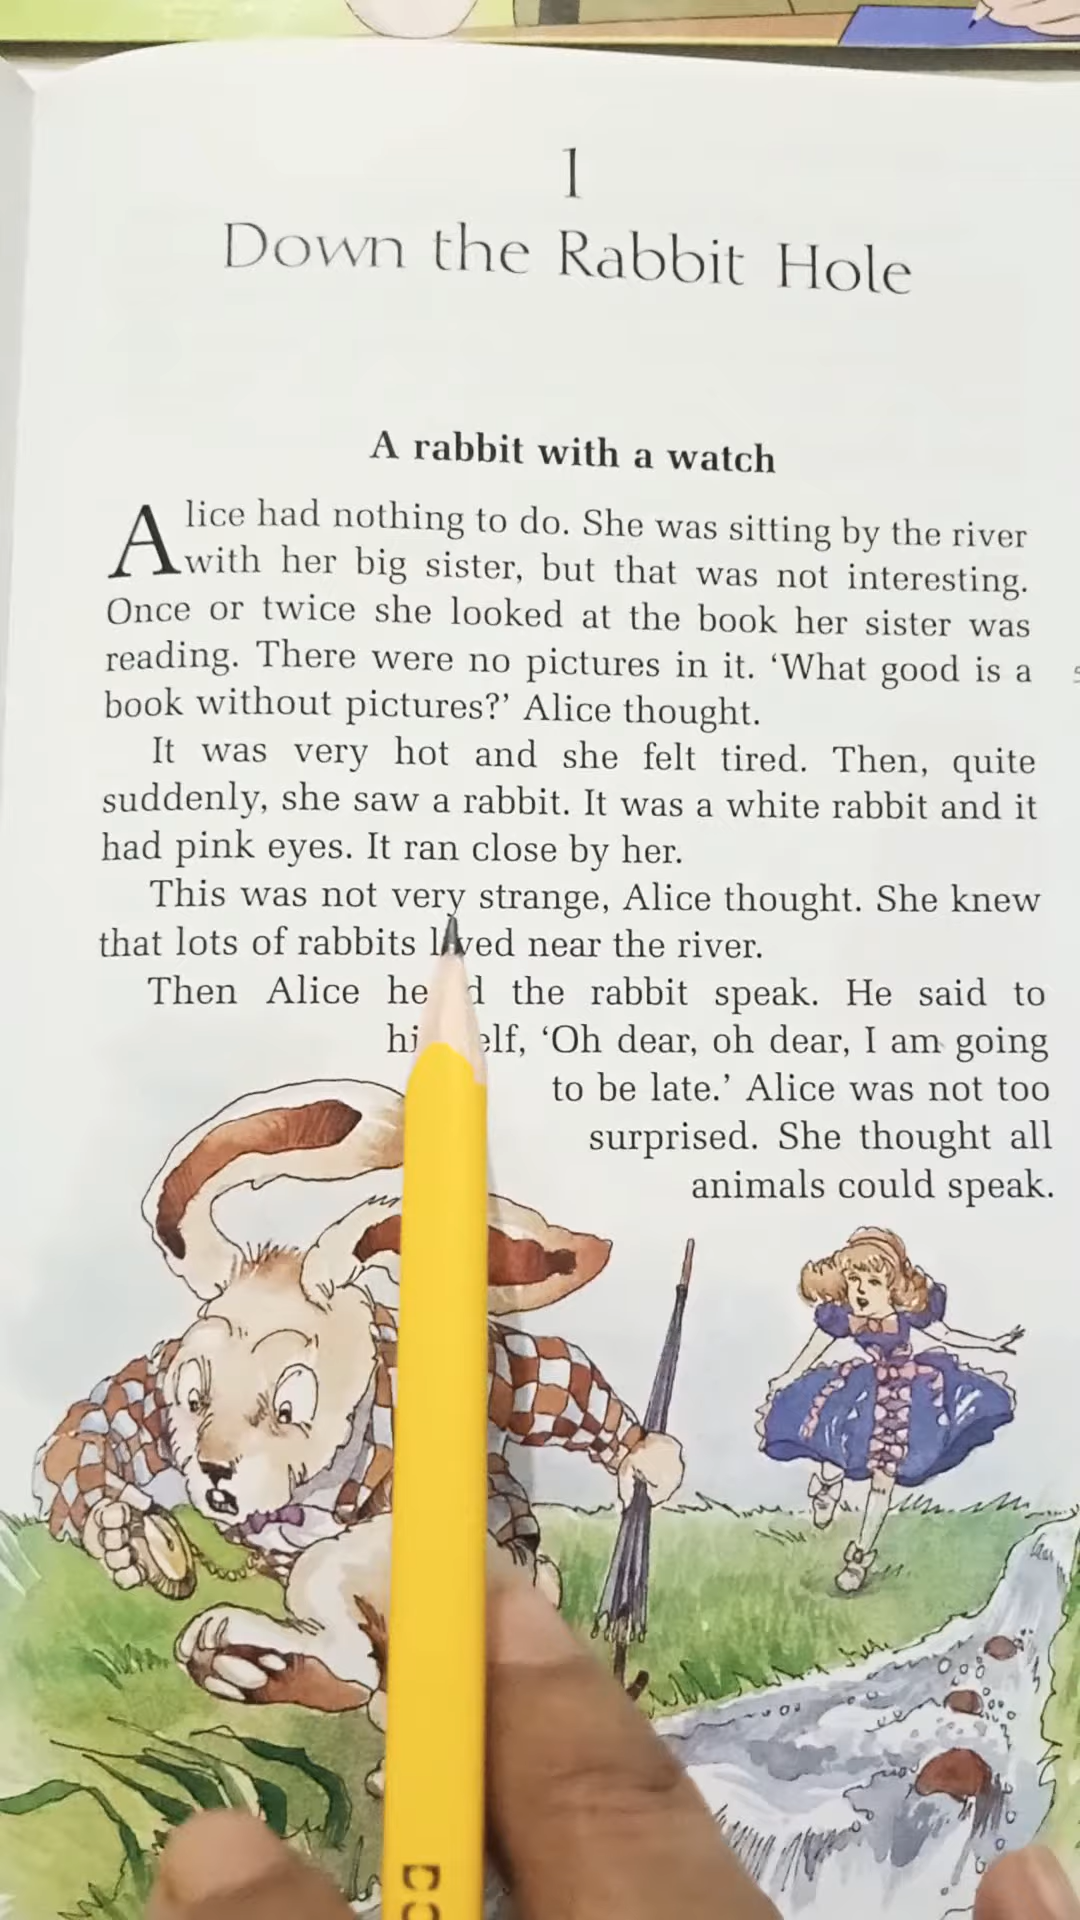 1
Down the Rabbit Hole
A rabbit with a watch
Alice had nothing to do. She was sitting by the river
with her big sister, but that was not interesting.
Once or twice she looked at the book her sister was
reading. There were no pictures in it. ‘What good is a
book without pictures?’ Alice thought.
It was very hot and she felt tired. Then, quite
suddenly, she saw a rabbit. It was a white rabbit and it
had pink eyes. It ran close by her.
This was not very strange, Alice thought. She knew
that lots of rabbits lived near the river.
Then Alice heard the rabbit speak. He said to
himself, ‘Oh dear, oh dear, I am going
to be late.’ Alice was not too
surprised. She thought all
animals could speak.